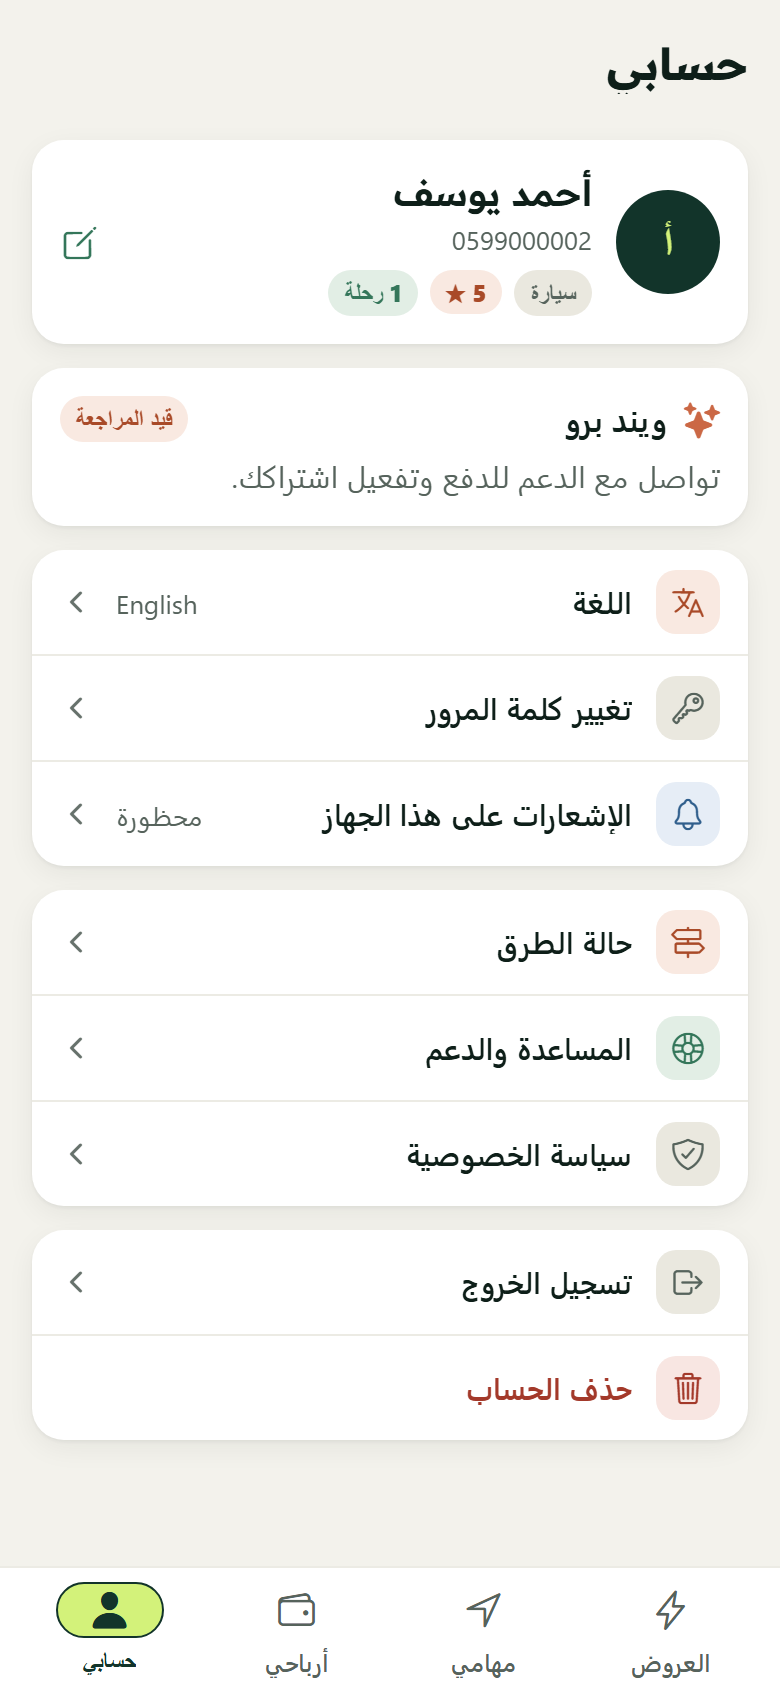 حسابي
أ
أحمد يوسف
0599000002
سيارة
5 ★
1 رحلة
ويند برو
قيد المراجعة
تواصل مع الدعم للدفع وتفعيل اشتراكك.
اللغة
English
تغيير كلمة المرور
الإشعارات على هذا الجهاز
محظورة
حالة الطرق
المساعدة والدعم
سياسة الخصوصية
تسجيل الخروج
حذف الحساب
العروض
مهامي
أرباحي
حسابي